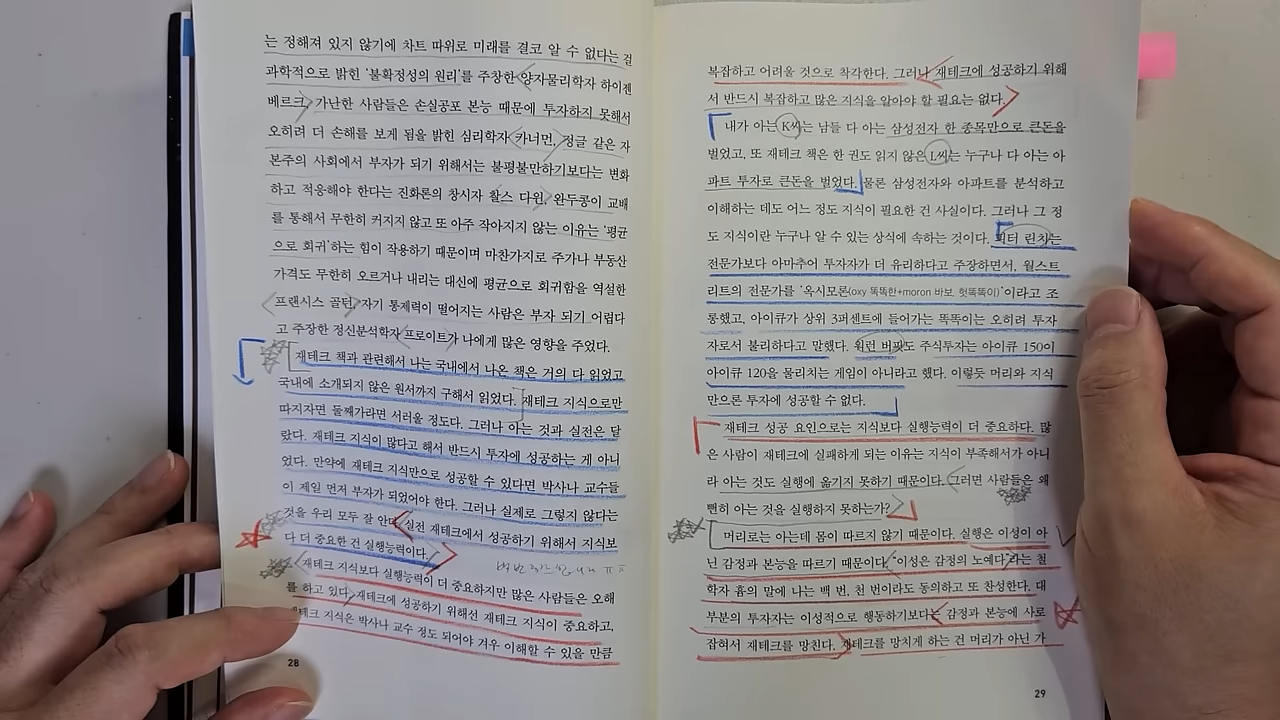 는 정해져 있지 않기에 차트 따위로 미래를 결코 알 수 없다는 걸
과학적으로 밝힌 '불확정성의 원리'를 주창한 양자물리학자 하이젠
베르크, 가난한 사람들은 손실공포 본능 때문에 투자하지 못해서
오히려 더 손해를 보게 됨을 밝힌 심리학자 카너먼, 정글 같은 자
본주의 사회에서 부자가 되기 위해서는 불평불만하기보다는 변화
하고 적응해야 한다는 진화론의 창시자 찰스 다윈, 완두콩이 교배
를 통해서 무한히 커지지 않고 또 아주 작아지지 않는 이유는 '평균
으로 회귀'하는 힘이 작용하기 때문이며 마찬가지로 주가나 부동산
가격도 무한히 오르거나 내리는 대신에 평균으로 회귀함을 역설한
프랜시스 골턴, 자기 통제력이 떨어지는 사람은 부자 되기 어렵다
고 주장한 정신분석학자 프로이트가 나에게 많은 영향을 주었다.
재테크 책과 관련해서 나는 국내에서 나온 책은 거의 다 읽었고
국내에 소개되지 않은 원서까지 구해서 읽었다. 재테크 지식으로만
따지자면 둘째가라면 서러울 정도다. 그러나 아는 것과 실전은 달
랐다. 재테크 지식이 많다고 해서 반드시 투자에 성공하는 게 아니
었다. 만약에 재테크 지식만으로 성공할 수 있다면 박사나 교수들
이 제일 먼저 부자가 되었어야 한다. 그러나 실제로 그렇지 않다는
것을 우리 모두 잘 안다. 실전 재테크에서 성공하기 위해서 지식보
다 더 중요한 건 실행능력이다.
재테크 지식보다 실행능력이 더 중요하지만 많은 사람들은 오해
를 하고 있다. 재테크에 성공하기 위해선 재테크 지식이 중요하고,
재테크 지식은 박사나 교수 정도 되어야 겨우 이해할 수 있을 만큼
28
복잡하고 어려울 것으로 착각한다. 그러나 재테크에 성공하기 위해
서 반드시 복잡하고 많은 지식을 알아야 할 필요는 없다.
내가 아는 K씨는 남들 다 아는 삼성전자 한 종목만으로 큰돈을
벌었고, 또 재테크 책은 한 권도 읽지 않은 L씨는 누구나 다 아는 아
파트 투자로 큰돈을 벌었다. 물론 삼성전자와 아파트를 분석하고
이해하는 데도 어느 정도 지식이 필요한 건 사실이다. 그러나 그 정
도 지식이란 누구나 알 수 있는 상식에 속하는 것이다. 피터 린치는
전문가보다 아마추어 투자자가 더 유리하다고 주장하면서, 월스트
리트의 전문가를 '옥시모론(oxy 똑똑한+moron 바보, 헛똑똑이)'이라고 조
롱했고, 아이큐가 상위 3퍼센트에 들어가는 똑똑이는 오히려 투자
자로서 불리하다고 말했다. 워런 버핏도 주식투자는 아이큐 150이
아이큐 120을 물리치는 게임이 아니라고 했다. 이렇듯 머리와 지식
만으론 투자에 성공할 수 없다.
재테크 성공 요인으로는 지식보다 실행능력이 더 중요하다. 많
은 사람이 재테크에 실패하게 되는 이유는 지식이 부족해서가 아니
라 아는 것도 실행에 옮기지 못하기 때문이다. 그러면 사람들은 왜
뻔히 아는 것을 실행하지 못하는가?
머리로는 아는데 몸이 따르지 않기 때문이다. 실행은 이성이 아
닌 감정과 본능을 따르기 때문이다. "이성은 감정의 노예다"라는 철
학자 흄의 말에 나는 백 번, 천 번이라도 동의하고 또 찬성한다. 대
부분의 투자자는 이성적으로 행동하기보다는 감정과 본능에 사로
잡혀서 재테크를 망친다. 재테크를 망치게 하는 건 머리가 아닌 가
29